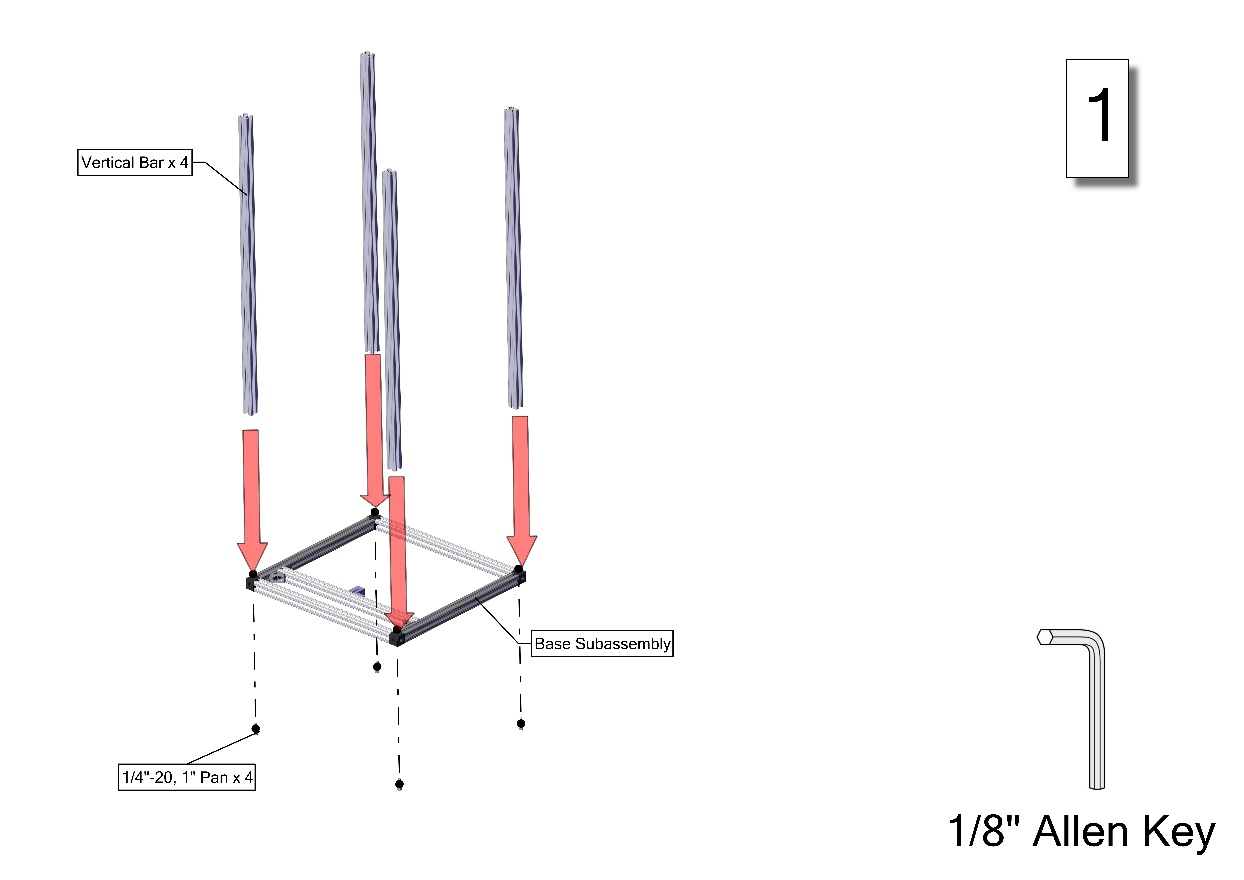 1
Vertical Bar x 4
Base Subassembly
1/4"-20, 1" Pan x 4
1/8" Allen Key